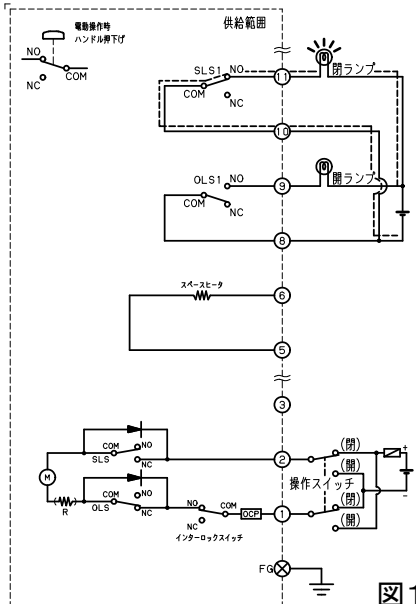 電動操作時
ハンドル押下げ
NO
COM
NC
供給範囲
SLS1
NO
COM
NC
11
閉ランプ
10
OLS1
NO
COM
NC
9
開ランプ
8
スペースヒータ
6
5
3
M
COM
NO
SLS
NC
2
(閉)
(開)
+
操作スイッチ
R
COM
NO
OLS
NC
NO
COM
NC
OCP
1
(閉)
(開)
-
インターロックスイッチ
FG
図1